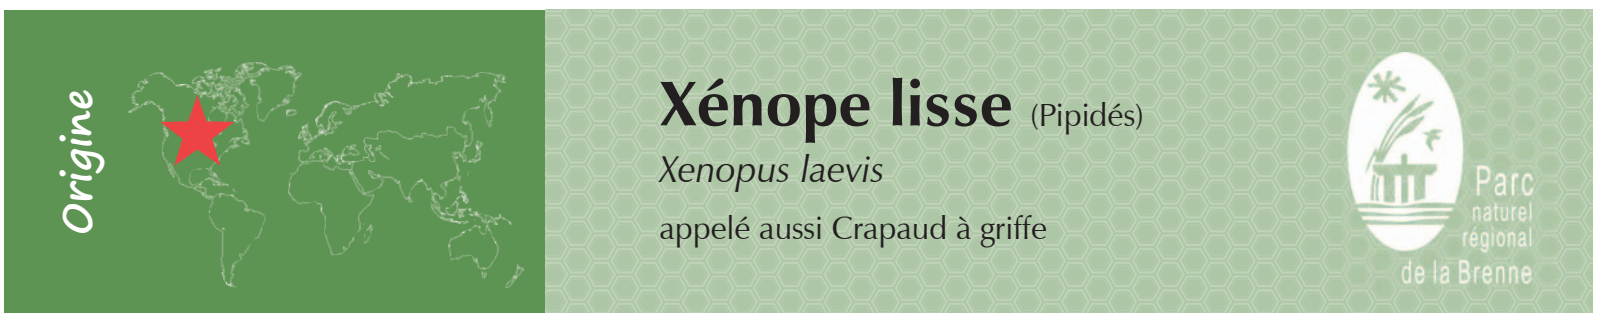 Origine
Xénope lisse (Pipidés)
Xenopus laevis
appelé aussi Crapaud à griffe
Parc
naturel
régional
de la Brenne